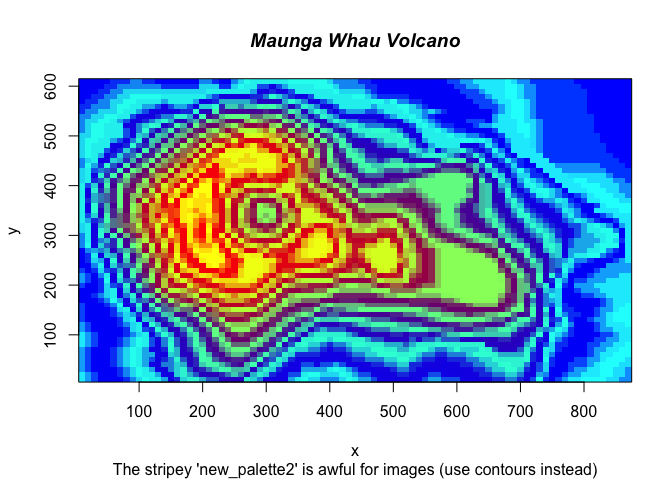 Maunga Whau Volcano
600
500
400
300
200
100
y
100 200 300 400 500 600 700 800
x
The stripey 'new_palette2' is awful for images (use contours instead)